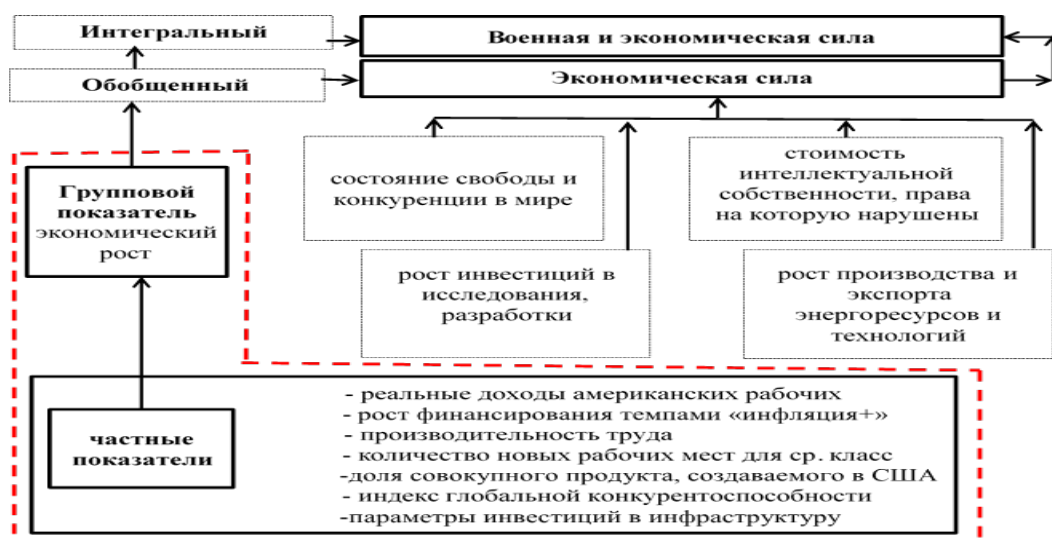 Интегральный
Военная и экономическая сила
Обобщенный
Экономическая сила
Групповой
показатель
экономический
рост
состояние свободы и
конкуренции в мире
стоимость
интеллектуальной
собственности, права
на которую нарушены
рост инвестиций в
исследования,
разработки
рост производства и
экспорта
энергоресурсов и
технологий
частные
показатели
- реальные доходы американских рабочих
- рост финансирования темпами «инфляция+»
- производительность труда
- количество новых рабочих мест для ср. класс
-доля совокупного продукта, создаваемого в США
- индекс глобальной конкурентоспособности
-параметры инвестиций в инфраструктуру